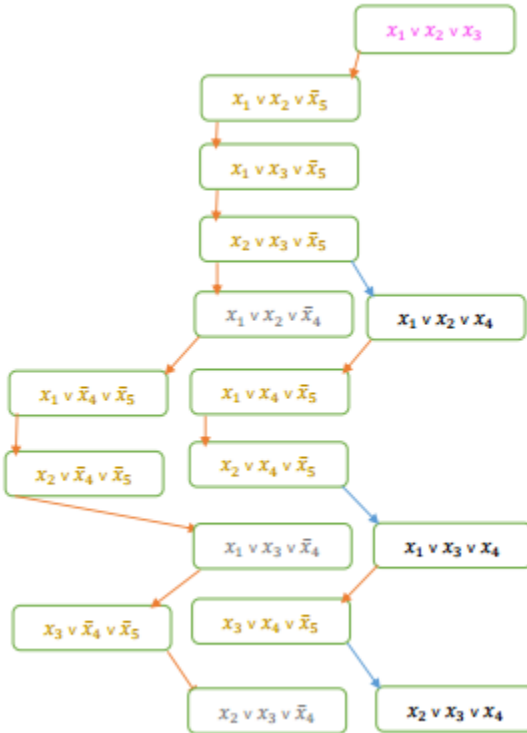 x₁ ∨ x₂ ∨ x₃
x₁ ∨ x₂ ∨ x̄₅
x₁ ∨ x₃ ∨ x̄₅
x₂ ∨ x₃ ∨ x̄₅
x₁ ∨ x₂ ∨ x̄₄
x₁ ∨ x₂ ∨ x₄
x₁ ∨ x̄₄ ∨ x̄₅
x₁ ∨ x₄ ∨ x̄₅
x₂ ∨ x̄₄ ∨ x̄₅
x₂ ∨ x₄ ∨ x̄₅
x₁ ∨ x₃ ∨ x̄₄
x₁ ∨ x₃ ∨ x₄
x₃ ∨ x̄₄ ∨ x̄₅
x₃ ∨ x₄ ∨ x̄₅
x₂ ∨ x₃ ∨ x̄₄
x₂ ∨ x₃ ∨ x₄